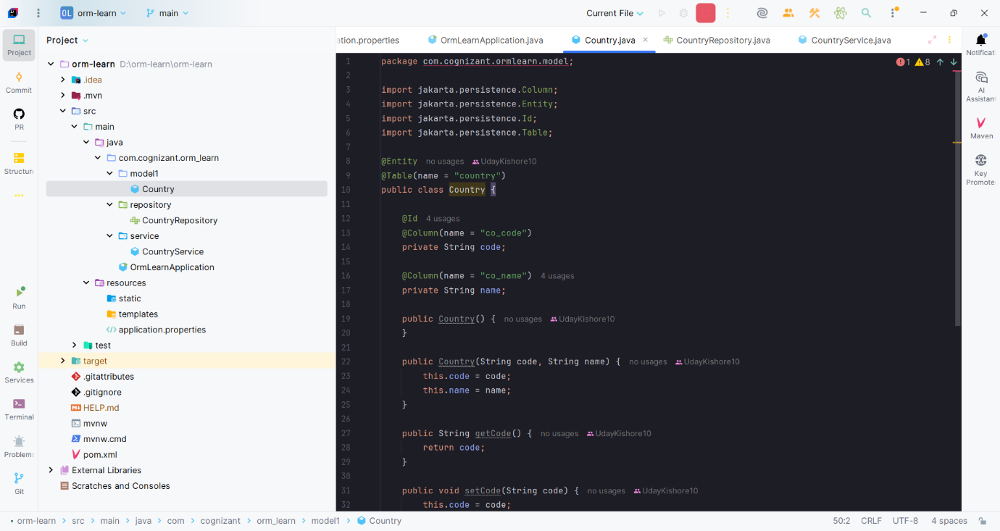 OL orm-learn main Current File
Project
Project
Commit
PR
Structure
Run
Build
Services
Terminal
Problems
Git
orm-learn D:\orm-learn\orm-learn
.idea
.mvn
src
main
java
com.cognizant.orm_learn
model1
Country
repository
CountryRepository
service
CountryService
OrmLearnApplication
resources
static
templates
application.properties
test
target
.gitattributes
.gitignore
HELP.md
mvnw
mvnw.cmd
pom.xml
External Libraries
Scratches and Consoles
ation.properties OrmLearnApplication.java Country.java CountryRepository.java CountryService.java
1 package com.cognizant.ormlearn.model; 1 8
2
3 import jakarta.persistence.Column;
4 import jakarta.persistence.Entity;
5 import jakarta.persistence.Id;
6 import jakarta.persistence.Table;
7
8 @Entity no usages UdayKishore10
9 @Table(name = "country")
10 public class Country {
11
12 @Id 4 usages
13 @Column(name = "co_code")
14 private String code;
15
16 @Column(name = "co_name") 4 usages
17 private String name;
18
19 public Country() { no usages UdayKishore10
20 }
21
22 public Country(String code, String name) { no usages UdayKishore10
23 this.code = code;
24 this.name = name;
25 }
26
27 public String getCode() { no usages UdayKishore10
28 return code;
29 }
30
31 public void setCode(String code) { no usages UdayKishore10
32 this.code = code;
Notificat
AI
Assistant
Maven
Key
Promote
orm-learn src main java com cognizant orm_learn model1 Country 50:2 CRLF UTF-8 4 spaces